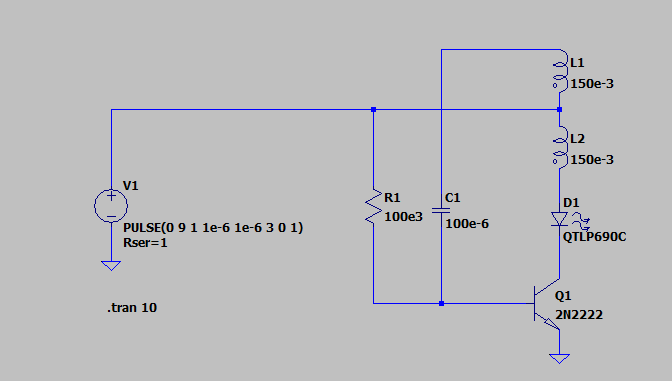 L1
150e-3
L2
150e-3
V1
PULSE(0 9 1 1e-6 1e-6 3 0 1)
Rser=1
R1
100e3
C1
100e-6
D1
QTLP690C
.tran 10
Q1
2N2222